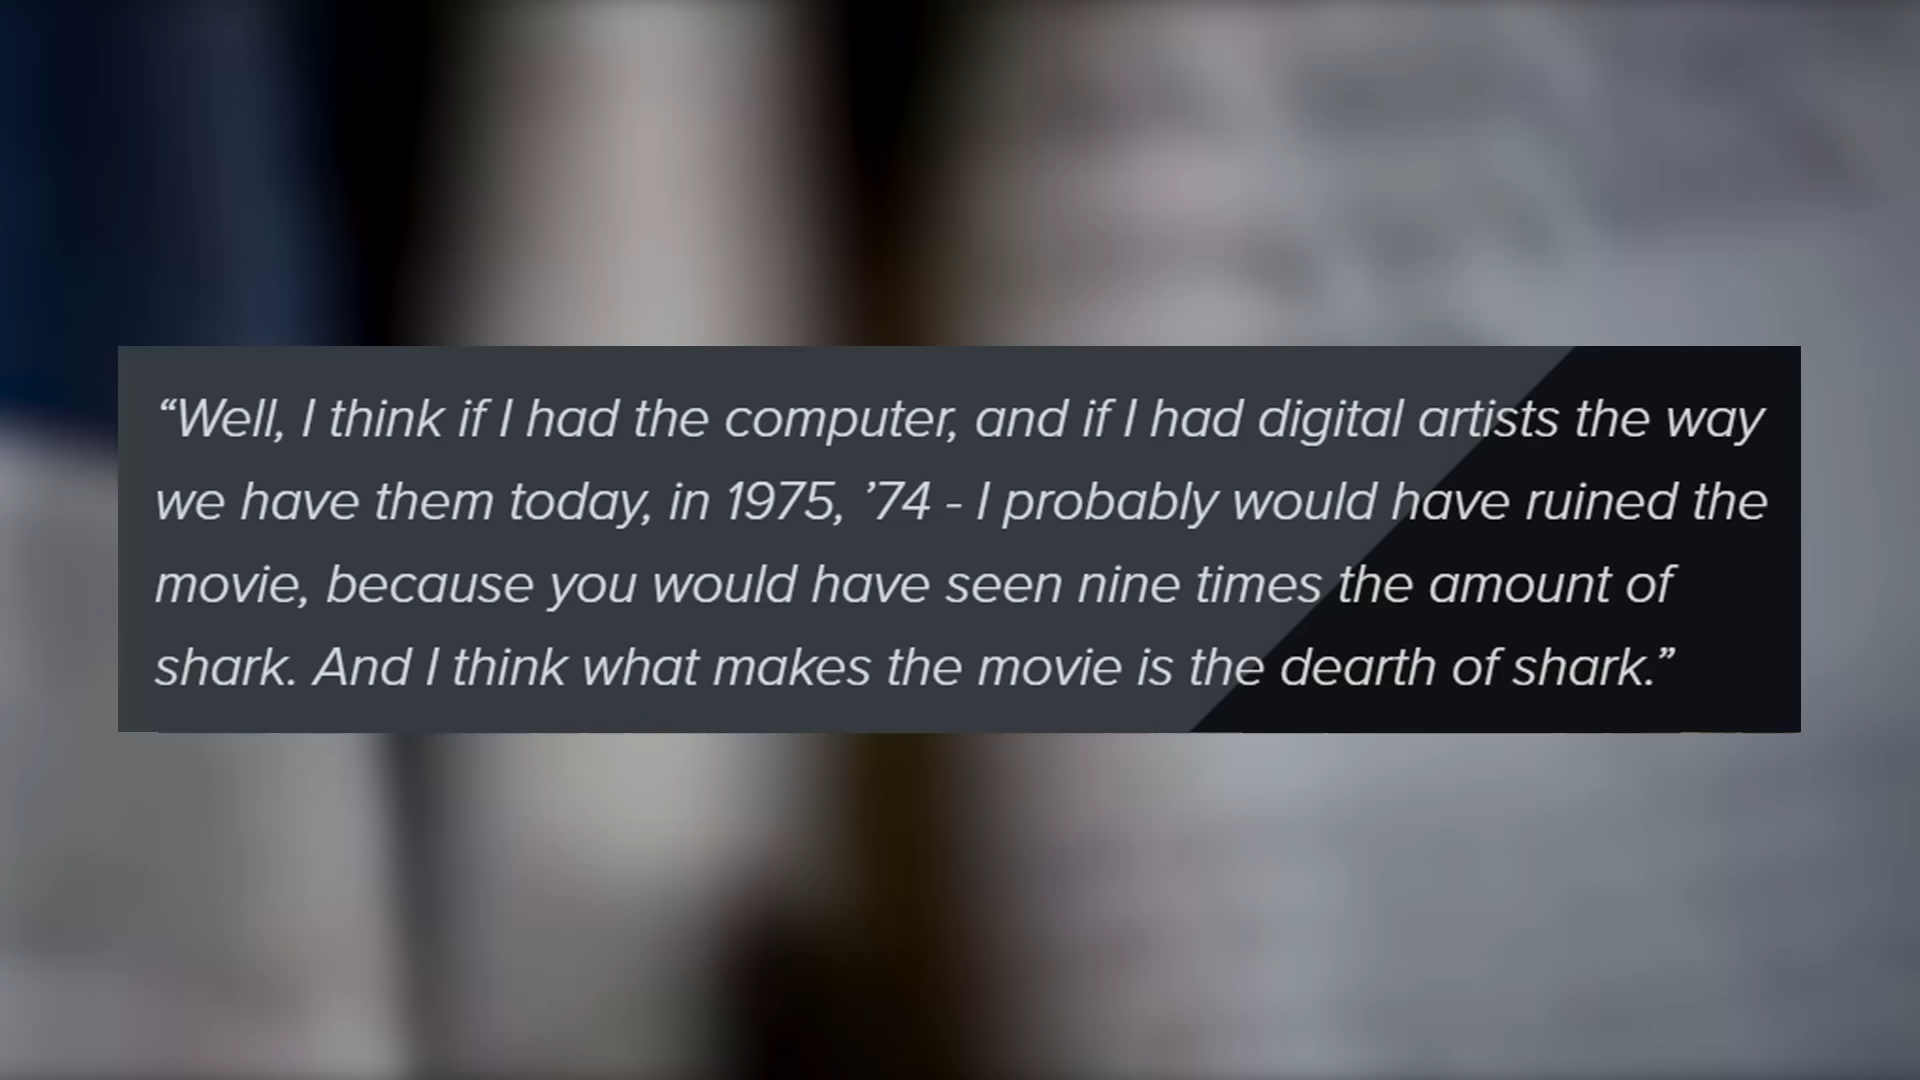 “Well, I think if I had the computer, and if I had digital artists the way
we have them today, in 1975, ’74 - I probably would have ruined the
movie, because you would have seen nine times the amount of
shark. And I think what makes the movie is the dearth of shark.”